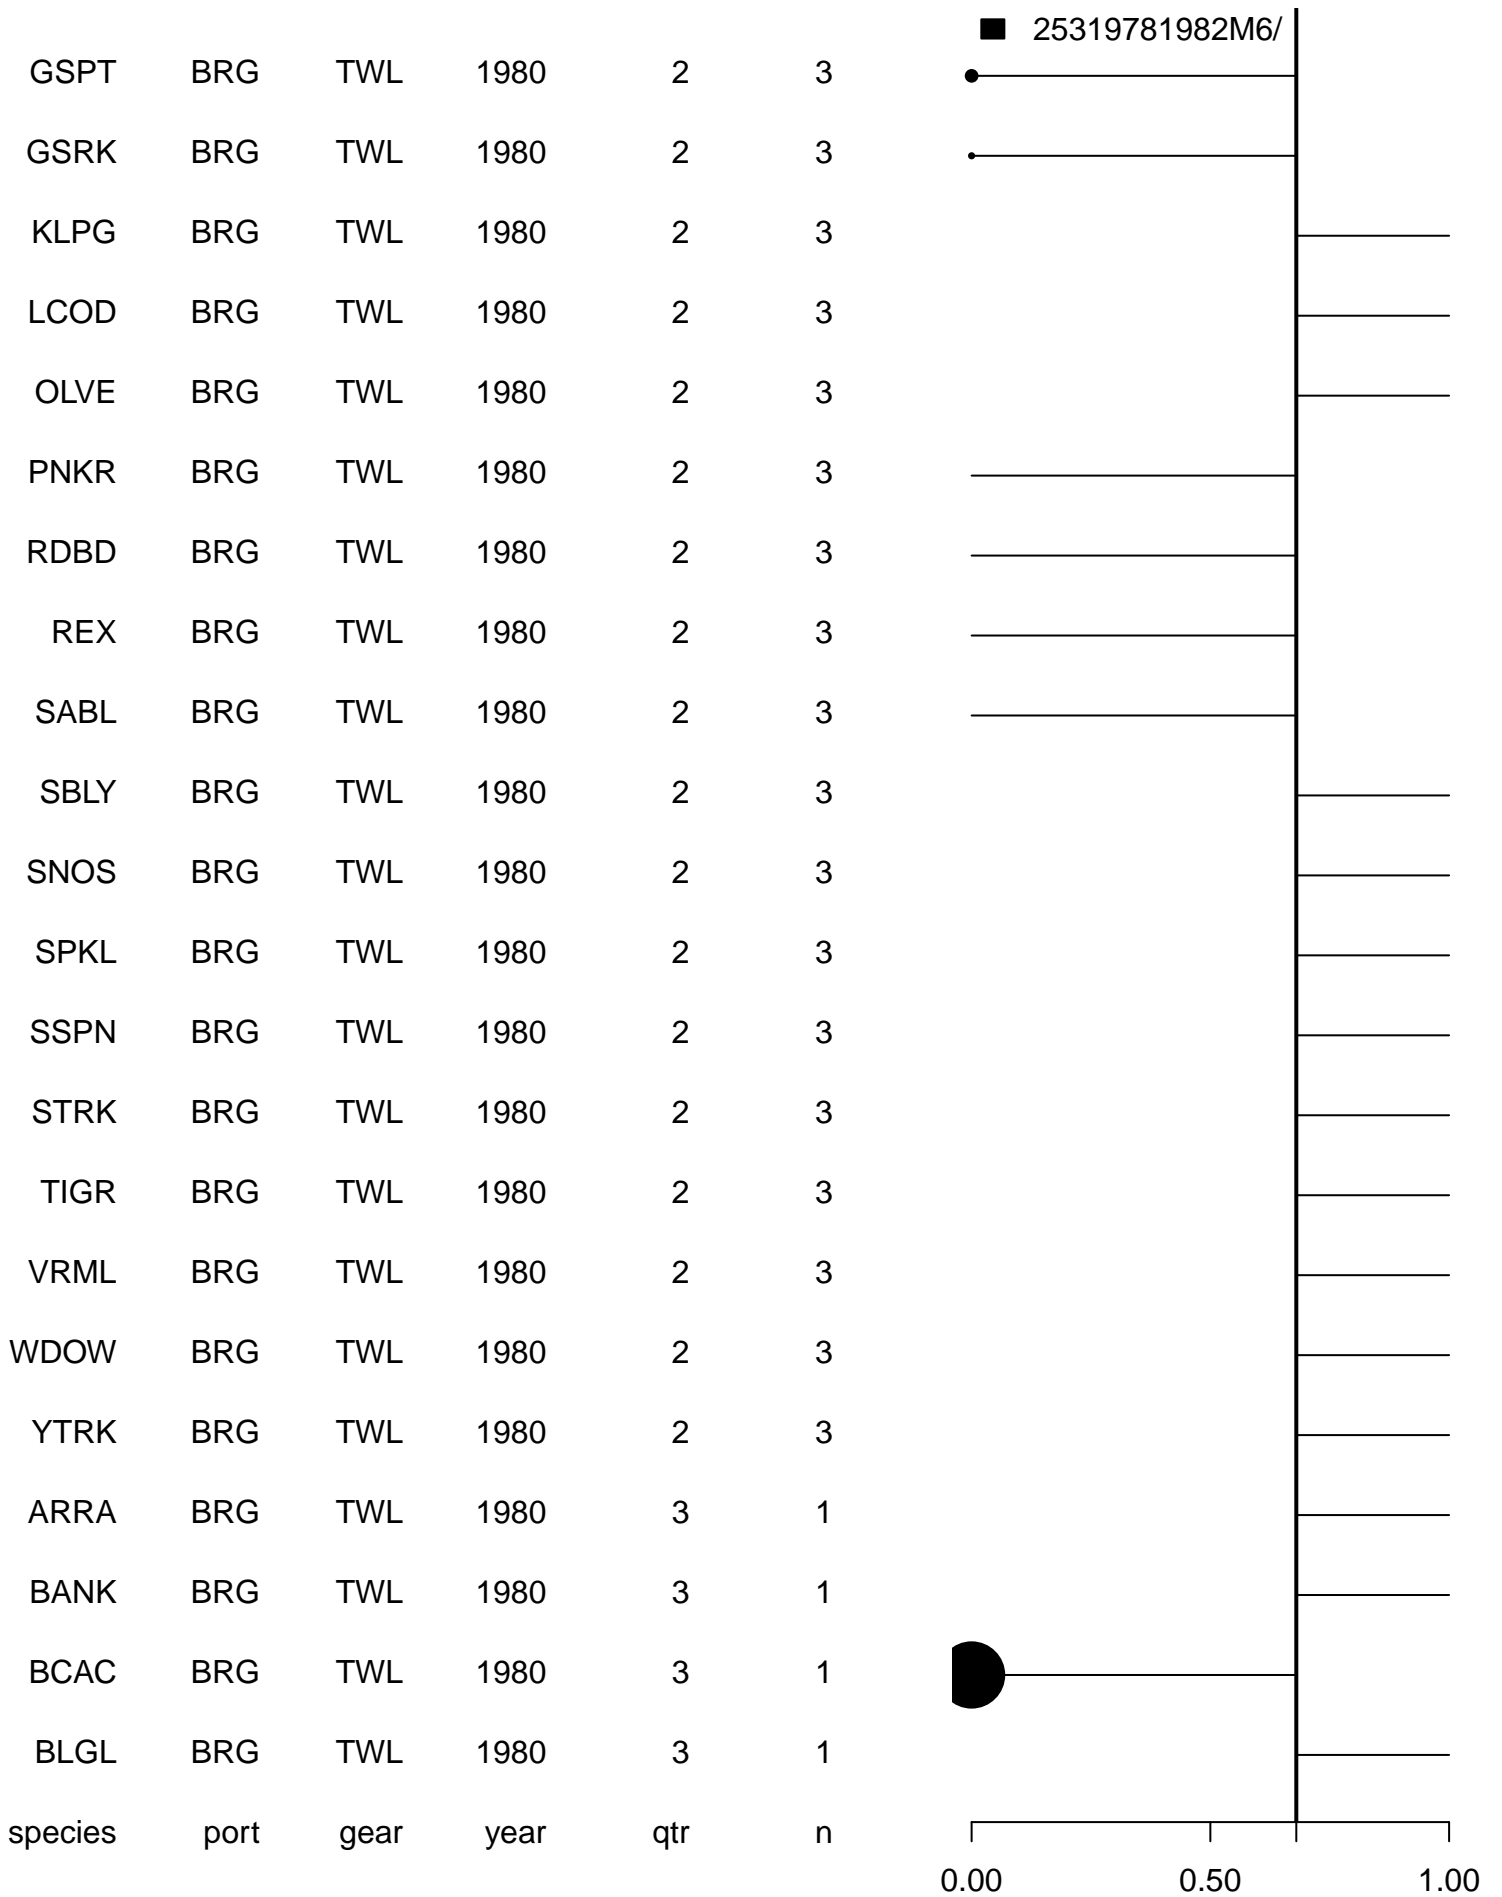 25319781982M6/
GSPT BRG TWL 1980 2 3
GSRK BRG TWL 1980 2 3
KLPG BRG TWL 1980 2 3
LCOD BRG TWL 1980 2 3
OLVE BRG TWL 1980 2 3
PNKR BRG TWL 1980 2 3
RDBD BRG TWL 1980 2 3
REX BRG TWL 1980 2 3
SABL BRG TWL 1980 2 3
SBLY BRG TWL 1980 2 3
SNOS BRG TWL 1980 2 3
SPKL BRG TWL 1980 2 3
SSPN BRG TWL 1980 2 3
STRK BRG TWL 1980 2 3
TIGR BRG TWL 1980 2 3
VRML BRG TWL 1980 2 3
WDOW BRG TWL 1980 2 3
YTRK BRG TWL 1980 2 3
ARRA BRG TWL 1980 3 1
BANK BRG TWL 1980 3 1
BCAC BRG TWL 1980 3 1
BLGL BRG TWL 1980 3 1
species port gear year qtr n
0.00 0.50 1.00